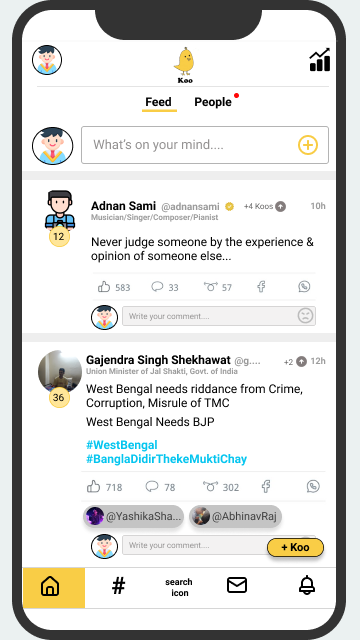 Koo
Feed People
What's on your mind....
Adnan Sami @adnansami +4 Koos 10h
Musician/Singer/Composer/Pianist
12
Never judge someone by the experience &
opinion of someone else...
583 33 57
Write your comment....
Gajendra Singh Shekhawat @g.... +2 12h
Union Minister of Jal Shakti, Govt. of India
36
West Bengal needs riddance from Crime,
Corruption, Misrule of TMC
West Bengal Needs BJP
#WestBengal
#BanglaDidirThekeMuktiChay
718 78 302
@YashikaSha... @AbhinavRaj
Write your comment....
+ Koo
# search
icon